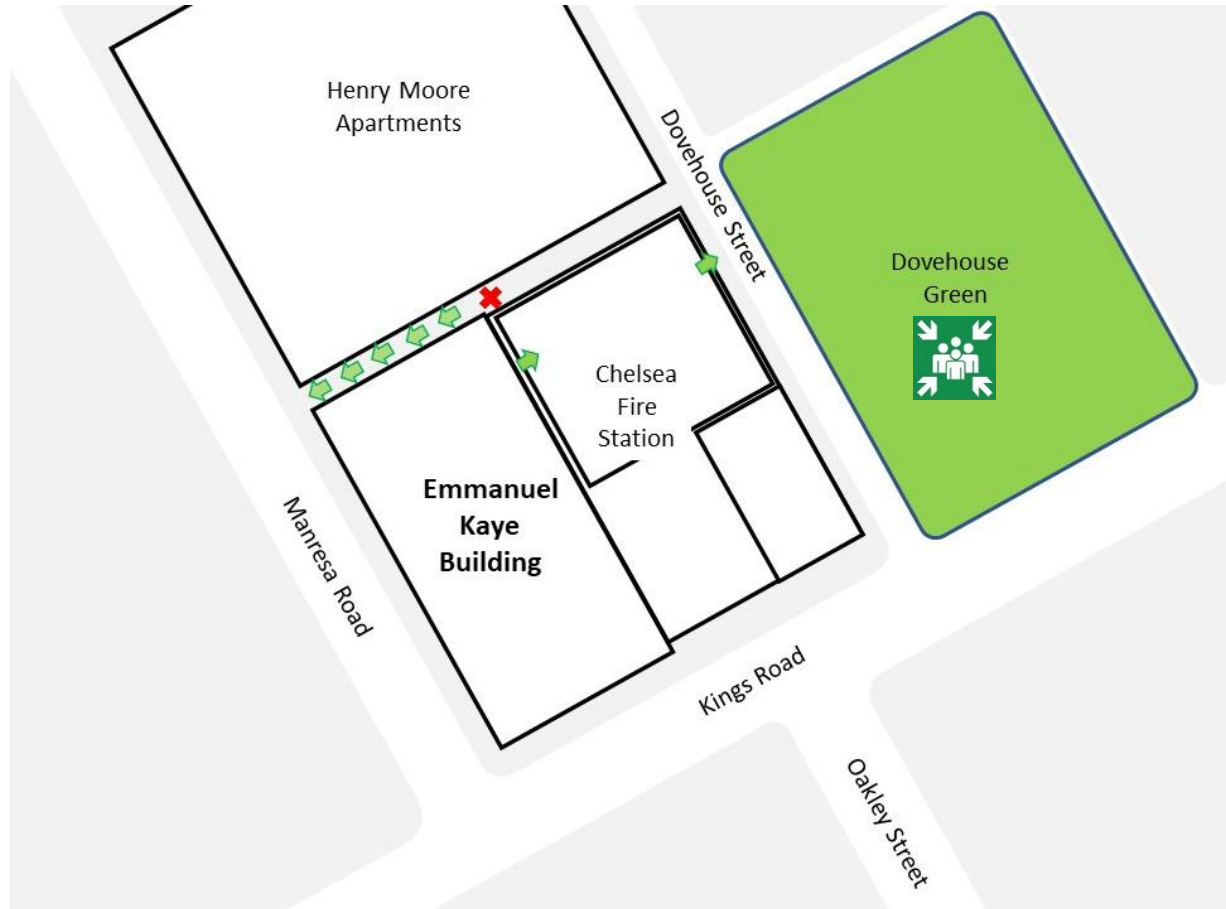 Henry Moore
Apartments
Dovehouse Street
Dovehouse
Green
Chelsea
Fire
Station
Emmanuel
Kaye
Building
Manresa Road
Kings Road
Oakley Street